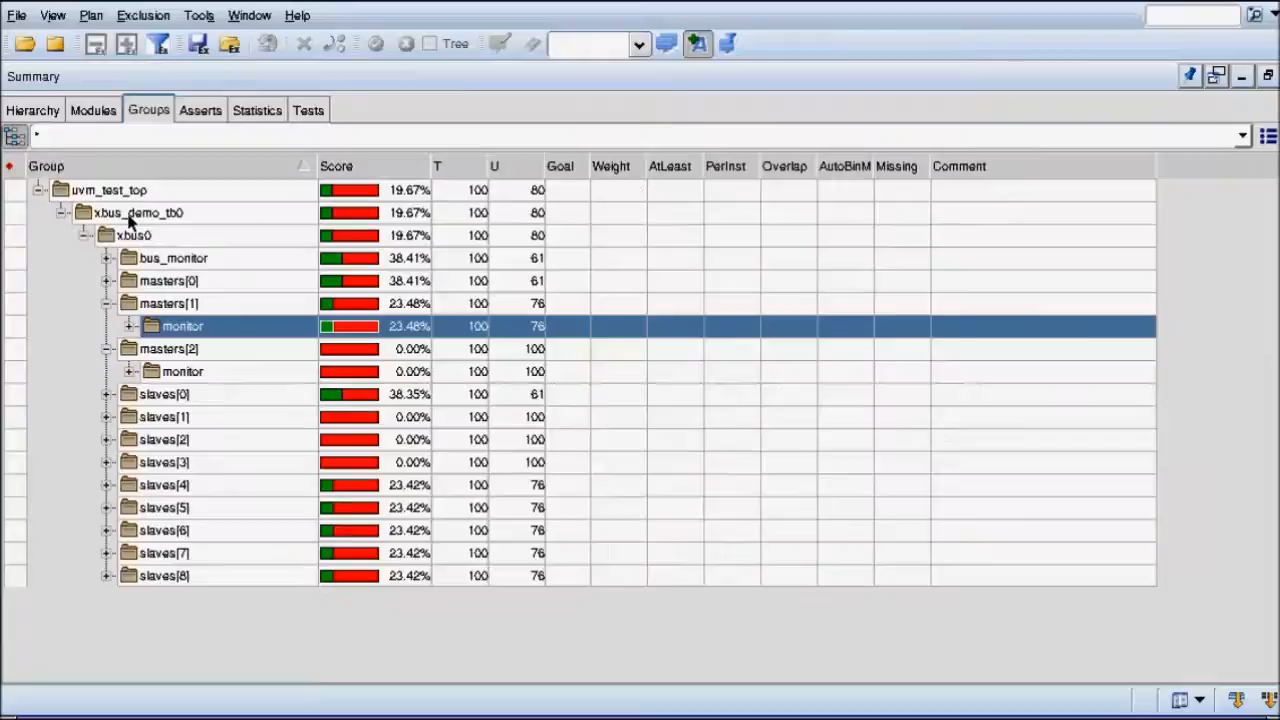 File View Plan Exclusion Tools Window Help
Tree
Summary
Hierarchy Modules Groups Asserts Statistics Tests
*
Group Score T U Goal Weight AtLeast PerInst Overlap AutoBinM Missing Comment
uvm_test_top 19.67% 100 80
xbus_demo_tb0 19.67% 100 80
xbus0 19.67% 100 80
bus_monitor 38.41% 100 61
masters[0] 38.41% 100 61
masters[1] 23.48% 100 76
monitor 23.48% 100 76
masters[2] 0.00% 100 100
monitor 0.00% 100 100
slaves[0] 38.35% 100 61
slaves[1] 0.00% 100 100
slaves[2] 0.00% 100 100
slaves[3] 0.00% 100 100
slaves[4] 23.42% 100 76
slaves[5] 23.42% 100 76
slaves[6] 23.42% 100 76
slaves[7] 23.42% 100 76
slaves[8] 23.42% 100 76